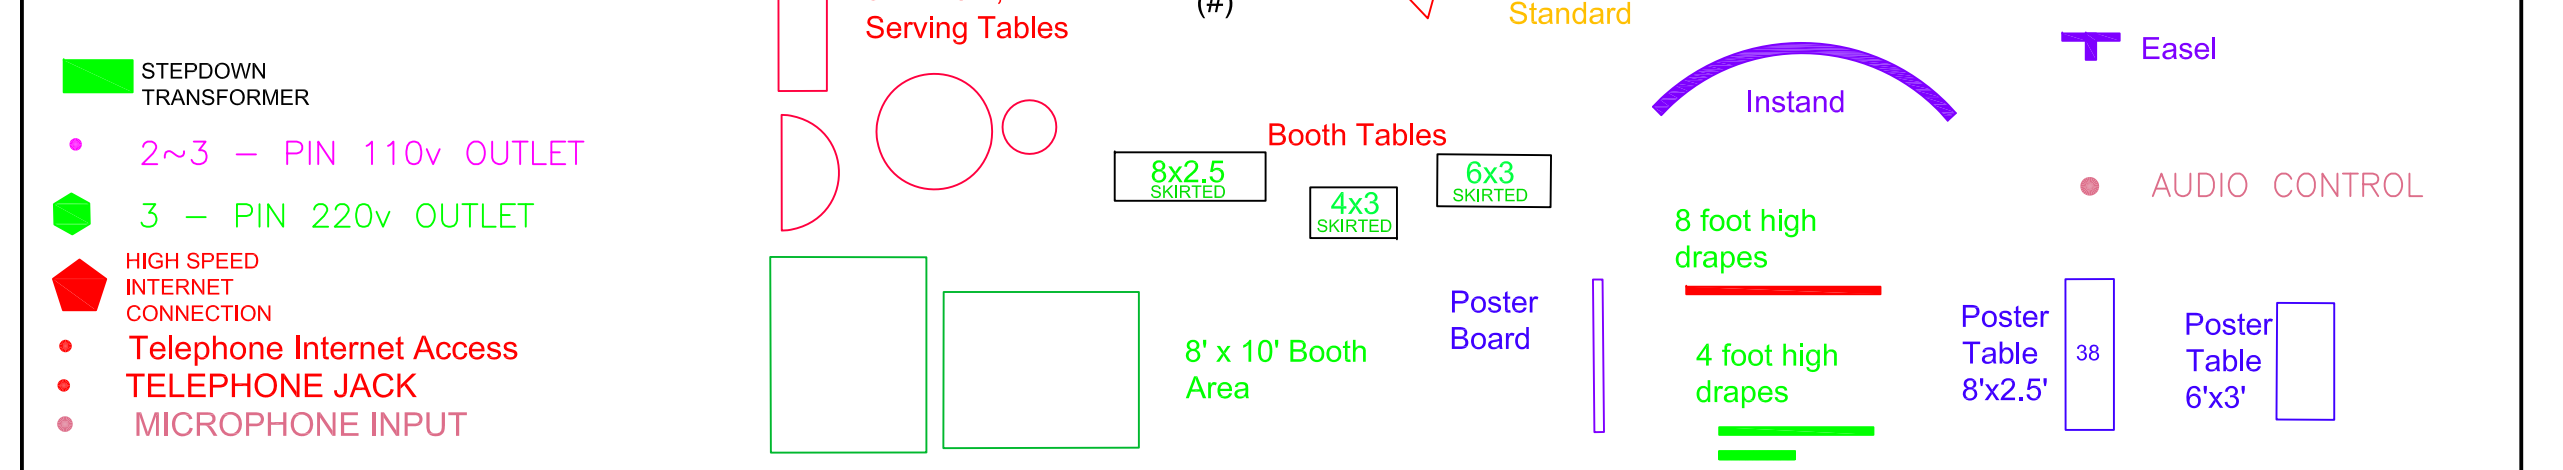 (#)
Serving Tables
Standard
Easel
STEPDOWN
TRANSFORMER
Instand
2~3 – PIN 110v OUTLET
Booth Tables
8x2.5
SKIRTED
6x3
SKIRTED
4x3
SKIRTED
AUDIO CONTROL
3 – PIN 220v OUTLET
8 foot high
drapes
HIGH SPEED
INTERNET
CONNECTION
Telephone Internet Access
TELEPHONE JACK
MICROPHONE INPUT
8' x 10' Booth
Area
Poster
Board
4 foot high
drapes
Poster
Table
8'x2.5'
38
Poster
Table
6'x3'